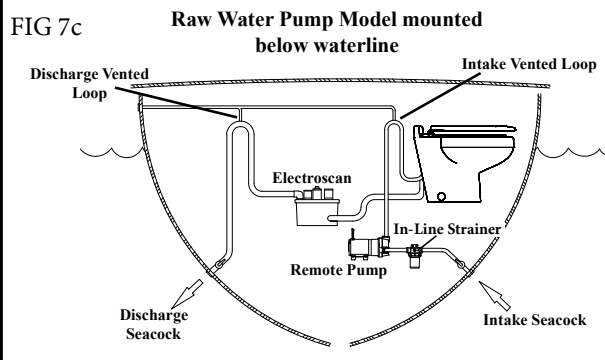 FIG 7c
Raw Water Pump Model mounted
below waterline
Discharge Vented
Loop
Intake Vented Loop
Electroscan
In-Line Strainer
Remote Pump
Discharge
Seacock
Intake Seacock